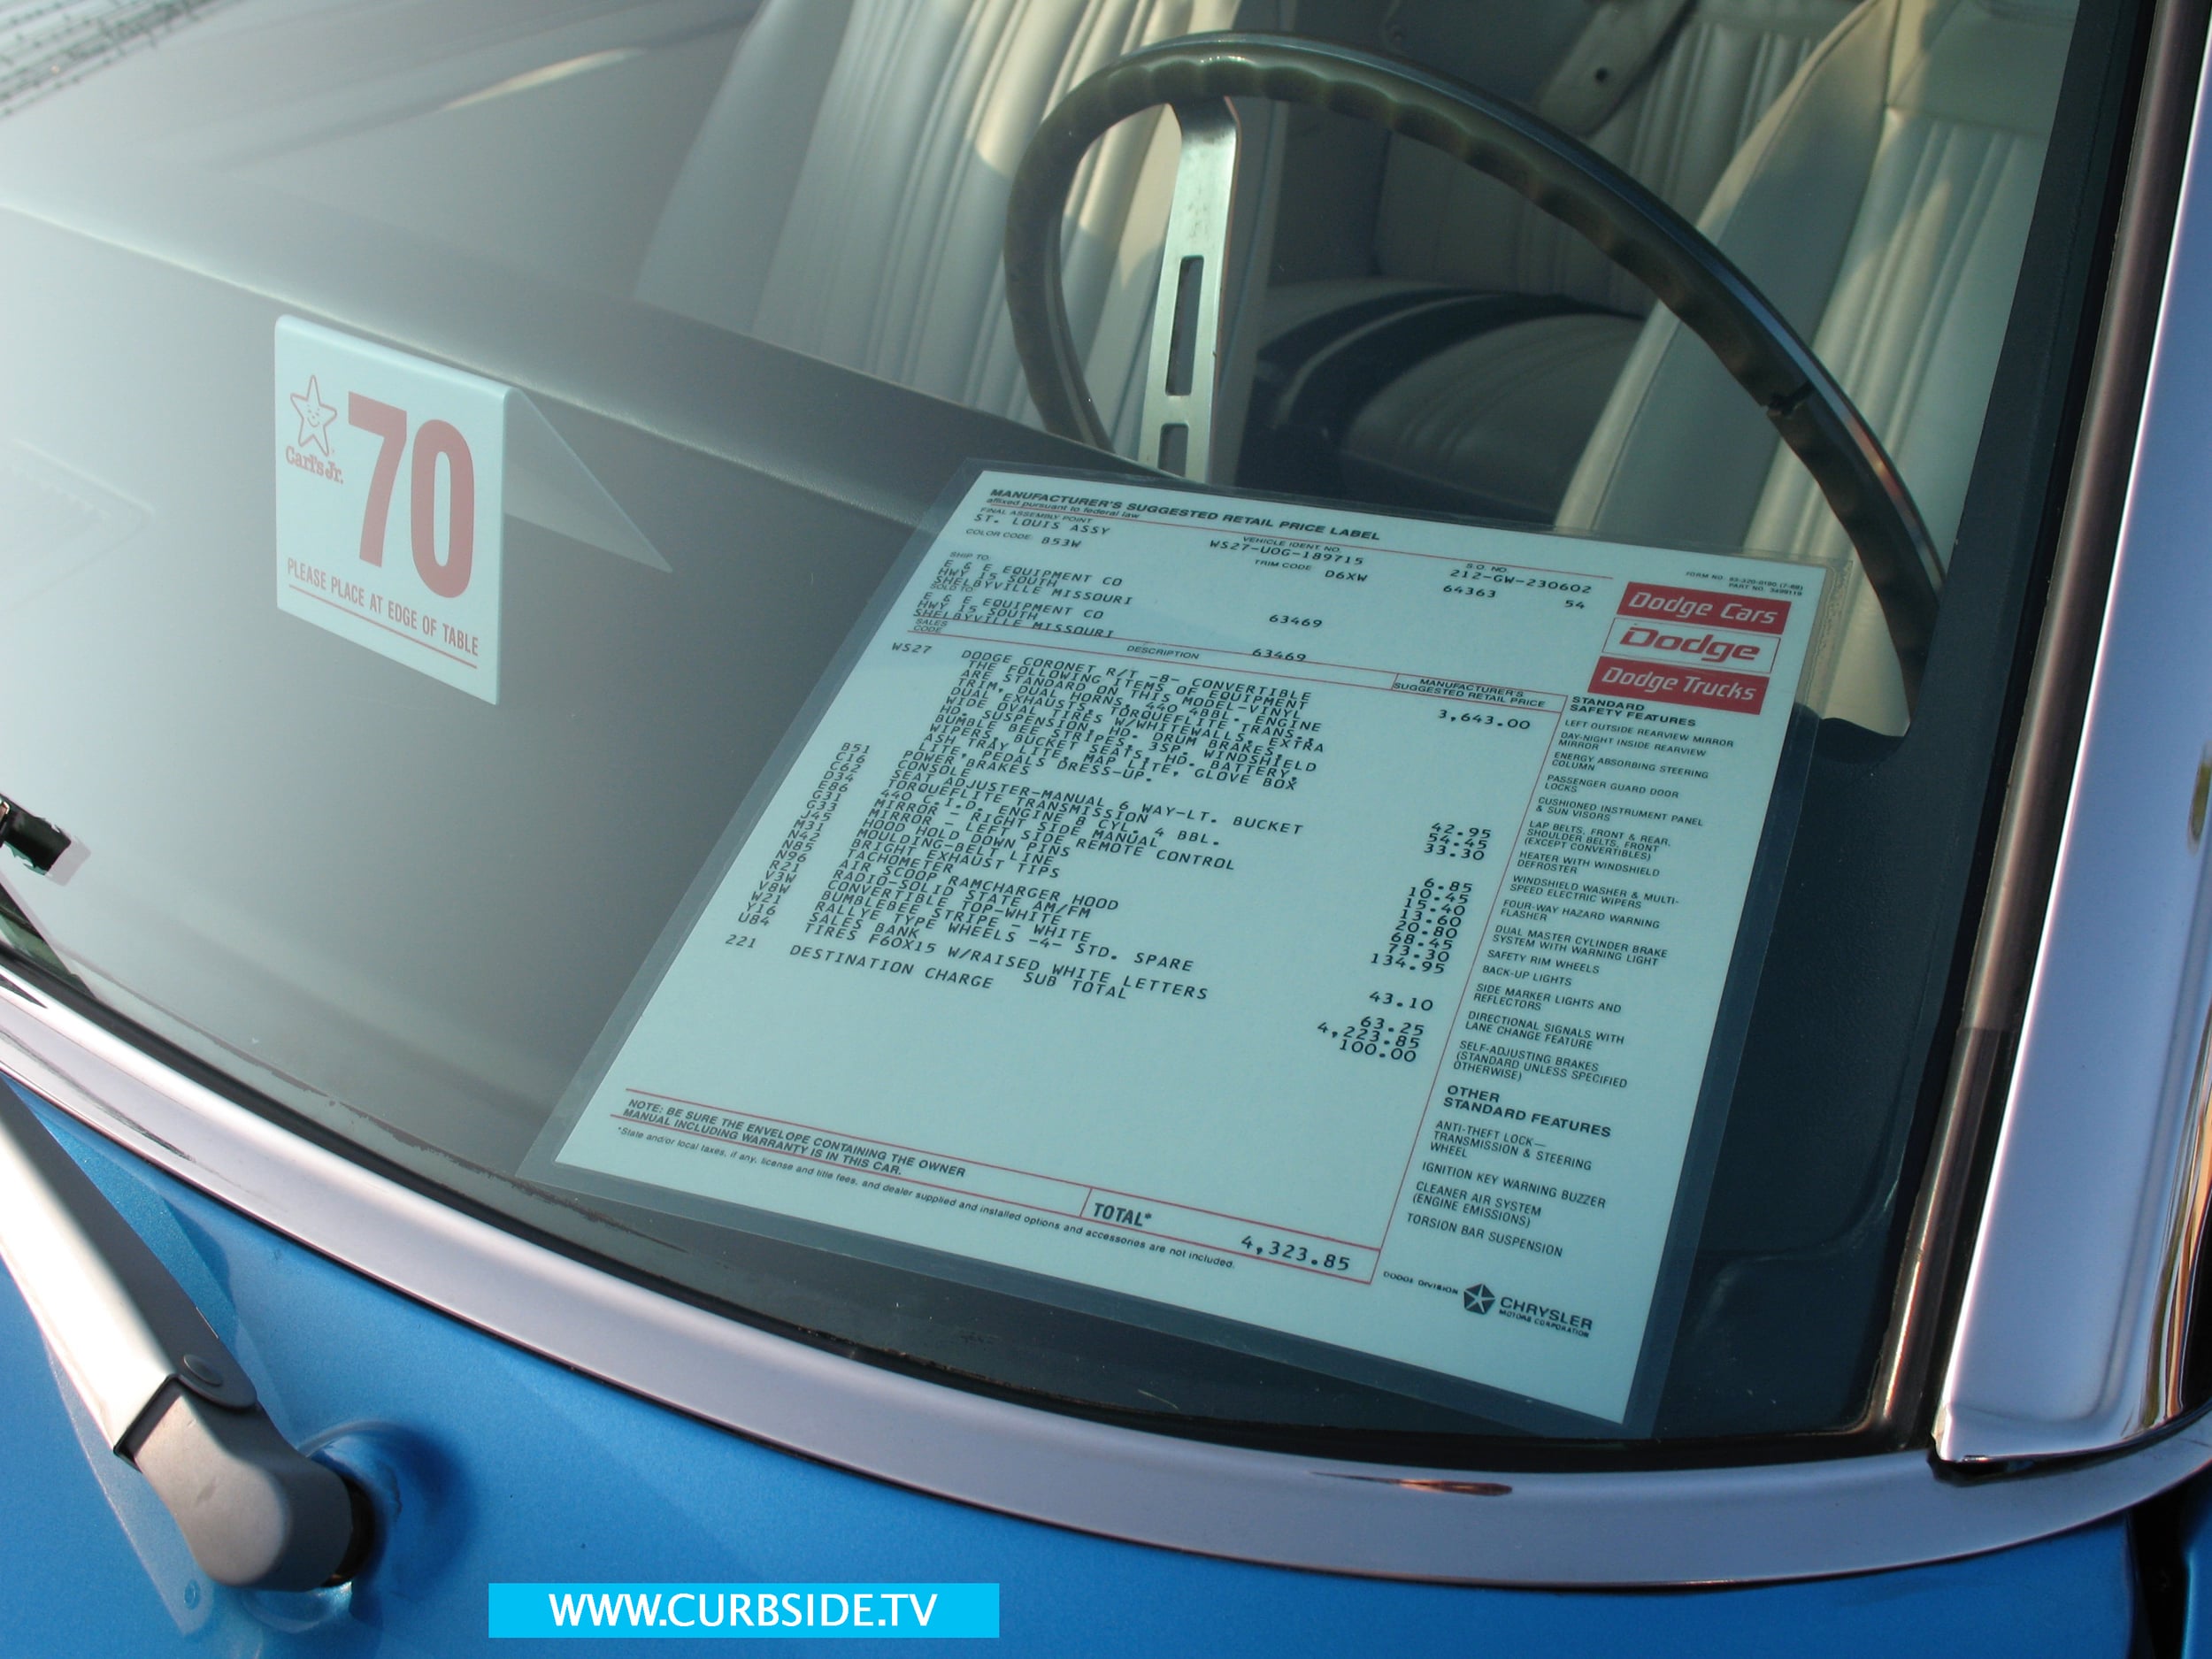 Carl's Jr.
70
PLEASE PLACE AT EDGE OF TABLE
MANUFACTURER'S SUGGESTED RETAIL PRICE LABEL
affixed pursuant to federal law
FINAL ASSEMBLY POINT
ST. LOUIS ASSY
VEHICLE IDENT NO.
WS27-UOG-189715
S.O. NO.
212-GW-230602
COLOR CODE B53W
TRIM CODE D6XW
64363
54
SHIP TO:
E & E EQUIPMENT CO
HWY 15 SOUTH
SHELBYVILLE MISSOURI
63469
SOLD TO:
E & E EQUIPMENT CO
HWY 15 SOUTH
SHELBYVILLE MISSOURI
63469
Dodge Cars
Dodge
Dodge Trucks
SALES CODE
DESCRIPTION
MANUFACTURER'S
SUGGESTED RETAIL PRICE
WS27 DODGE CORONET R/T -8- CONVERTIBLE 3,643.00
THE FOLLOWING ITEMS OF EQUIPMENT
ARE STANDARD ON THIS MODEL-VINYL
TRIM, DUAL HORNS, 440 4BBL. ENGINE
DUAL EXHAUSTS, TORQUEFLITE TRANS.,
WIDE OVAL TIRES W/WHITEWALLS, EXTRA
HD. SUSPENSION, HD. DRUM BRAKES,
BUMBLE BEE STRIPES, 3SP. WINDSHIELD
WIPERS, BUCKET SEATS, HD. BATTERY,
ASH TRAY LITE, MAP LITE, GLOVE BOX
LITE, PEDALS DRESS-UP.
B51 POWER BRAKES 42.95
C16 CONSOLE 54.45
C62 SEAT ADJUSTER-MANUAL 6 WAY-LT. BUCKET 33.30
D34 TORQUEFLITE TRANSMISSION
E86 440 C.I.D. ENGINE 8 CYL. 4 BBL.
G31 MIRROR - RIGHT SIDE MANUAL 6.85
G33 MIRROR - LEFT SIDE REMOTE CONTROL 10.45
J45 HOOD HOLD DOWN PINS 15.40
M31 MOULDING-BELT LINE 13.60
N42 BRIGHT EXHAUST TIPS 20.80
N85 TACHOMETER 68.45
N96 AIR SCOOP RAMCHARGER HOOD 73.30
R21 RADIO-SOLID STATE AM/FM 134.95
V3W CONVERTIBLE TOP-WHITE
V8W BUMBLEBEE STRIPE - WHITE
W21 RALLYE TYPE WHEELS -4- STD. SPARE 43.10
Y16 SALES BANK
U84 TIRES F60X15 W/RAISED WHITE LETTERS 63.25
SUB TOTAL 4,223.85
221 DESTINATION CHARGE 100.00
NOTE: BE SURE THE ENVELOPE CONTAINING THE OWNER
MANUAL INCLUDING WARRANTY IS IN THIS CAR.
TOTAL*
4,323.85
*State and/or local taxes, if any, license and title fees, and dealer supplied and installed options and accessories are not included.
STANDARD
SAFETY FEATURES
LEFT OUTSIDE REARVIEW MIRROR
DAY-NIGHT INSIDE REARVIEW
MIRROR
ENERGY ABSORBING STEERING
COLUMN
PASSENGER GUARD DOOR
LOCKS
CUSHIONED INSTRUMENT PANEL
& SUN VISORS
LAP BELTS, FRONT & REAR,
SHOULDER BELTS, FRONT
(EXCEPT CONVERTIBLES)
HEATER WITH WINDSHIELD
DEFROSTER
WINDSHIELD WASHER & MULTI-
SPEED ELECTRIC WIPERS
FOUR-WAY HAZARD WARNING
FLASHER
DUAL MASTER CYLINDER BRAKE
SYSTEM WITH WARNING LIGHT
SAFETY RIM WHEELS
BACK-UP LIGHTS
SIDE MARKER LIGHTS AND
REFLECTORS
DIRECTIONAL SIGNALS WITH
LANE CHANGE FEATURE
SELF-ADJUSTING BRAKES
(STANDARD UNLESS SPECIFIED
OTHERWISE)
OTHER
STANDARD FEATURES
ANTI-THEFT LOCK—
TRANSMISSION & STEERING
WHEEL
IGNITION KEY WARNING BUZZER
CLEANER AIR SYSTEM
(ENGINE EMISSIONS)
TORSION BAR SUSPENSION
DODGE DIVISION
CHRYSLER
MOTORS CORPORATION
WWW.CURBSIDE.TV